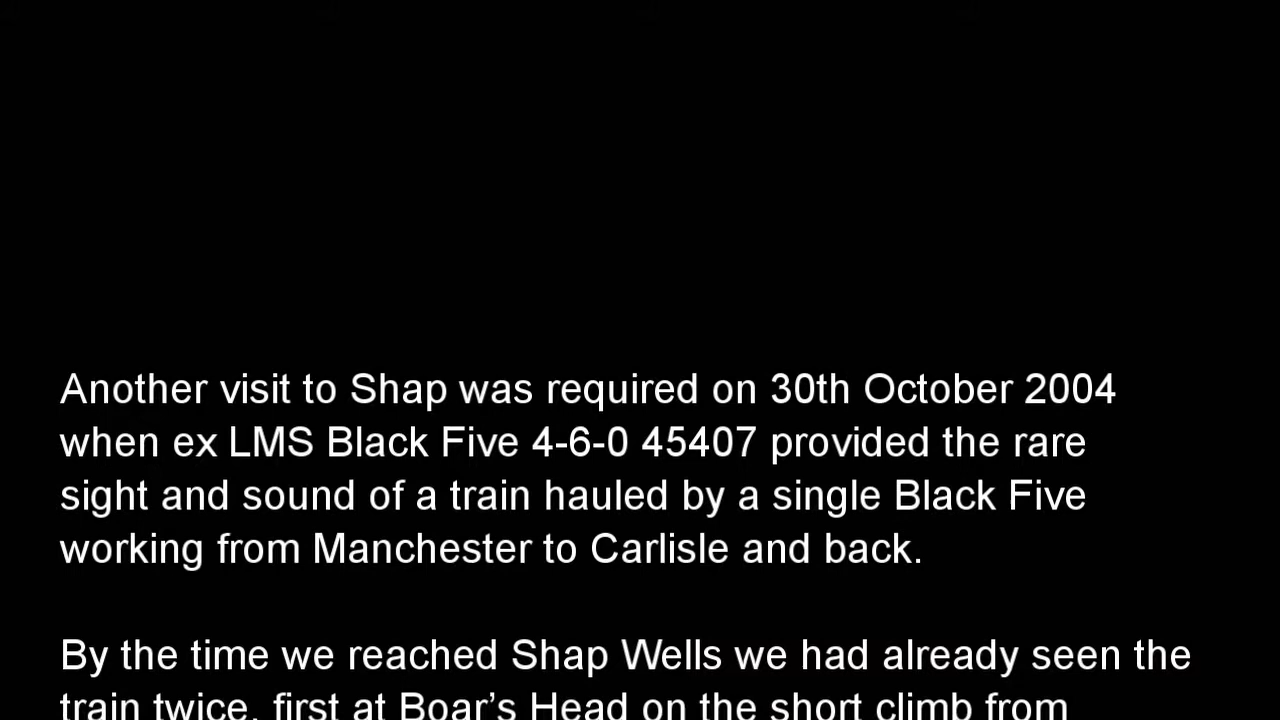 Another visit to Shap was required on 30th October 2004
when ex LMS Black Five 4-6-0 45407 provided the rare
sight and sound of a train hauled by a single Black Five
working from Manchester to Carlisle and back.
By the time we reached Shap Wells we had already seen the
train twice, first at Boar’s Head on the short climb from